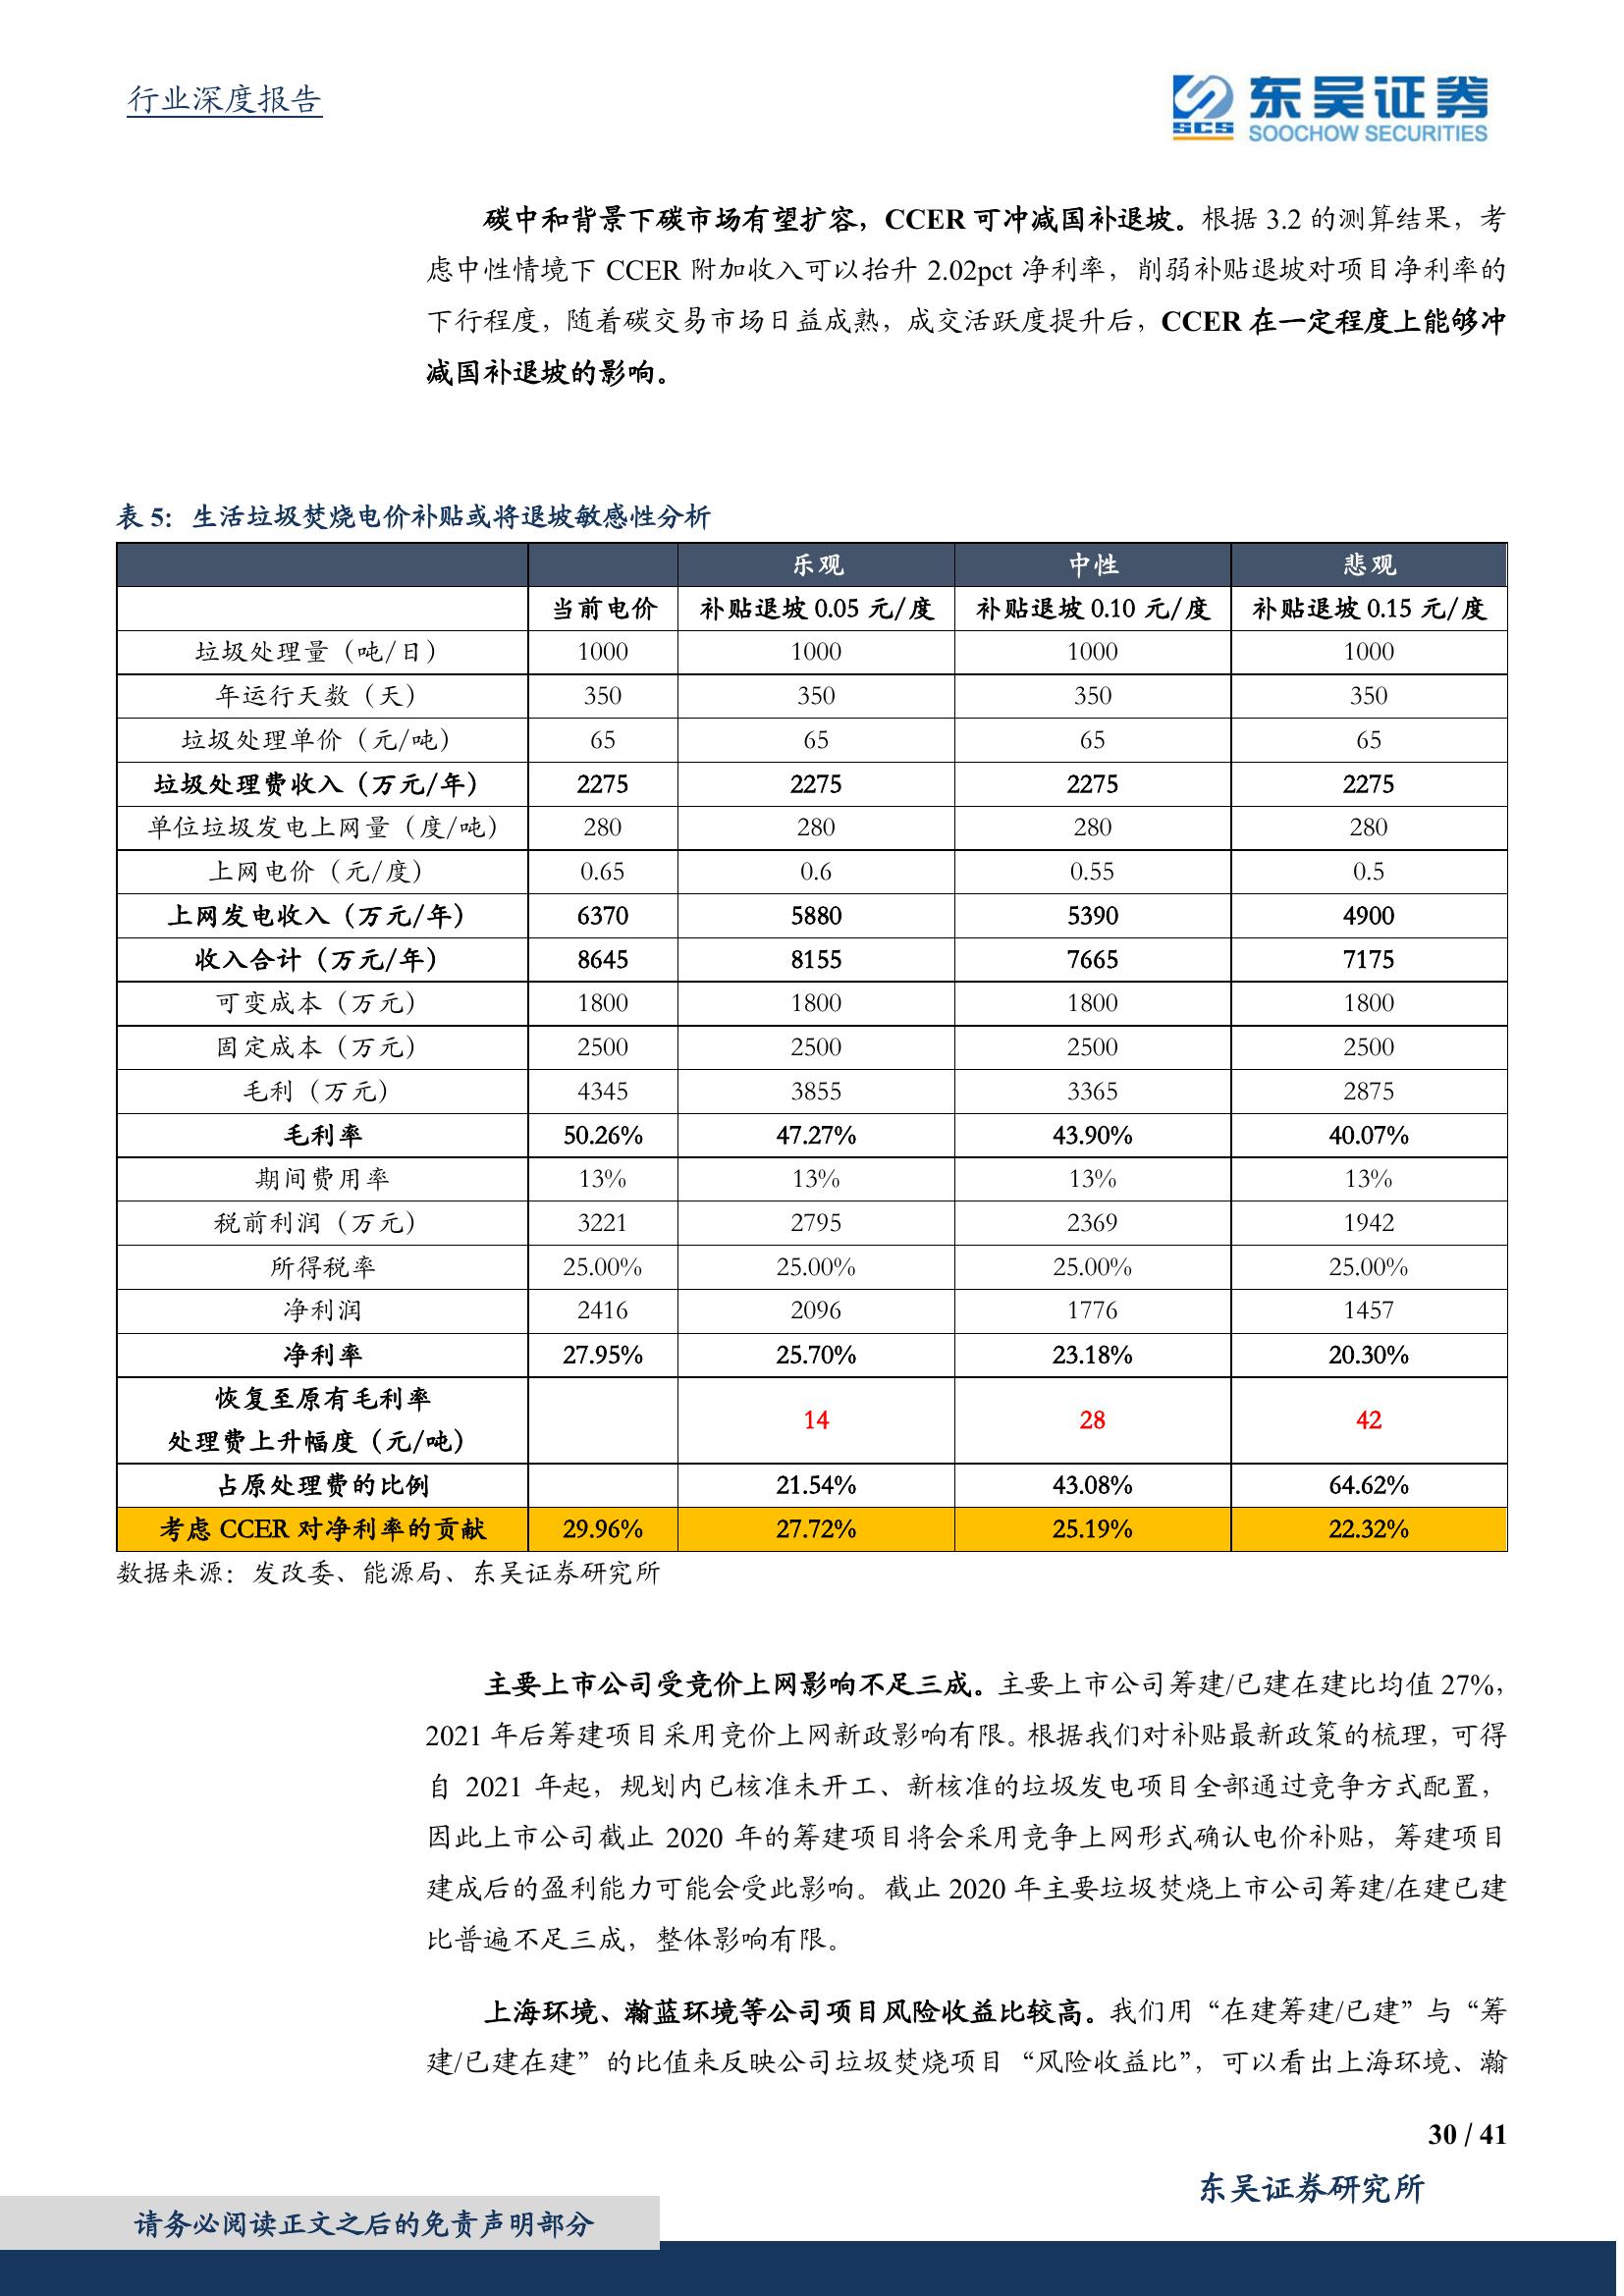 行业深度报告
SCS 东吴证券
SOOCHOW SECURITIES
碳中和背景下碳市场有望扩容，CCER 可冲减国补退坡。根据 3.2 的测算结果，考
虑中性情境下 CCER 附加收入可以抬升 2.02pct 净利率，削弱补贴退坡对项目净利率的
下行程度，随着碳交易市场日益成熟，成交活跃度提升后，CCER 在一定程度上能够冲
减国补退坡的影响。
表 5：生活垃圾焚烧电价补贴或将退坡敏感性分析
乐观 中性 悲观
当前电价 补贴退坡 0.05 元/度 补贴退坡 0.10 元/度 补贴退坡 0.15 元/度
垃圾处理量（吨/日） 1000 1000 1000 1000
年运行天数（天） 350 350 350 350
垃圾处理单价（元/吨） 65 65 65 65
垃圾处理费收入（万元/年） 2275 2275 2275 2275
单位垃圾发电上网量（度/吨） 280 280 280 280
上网电价（元/度） 0.65 0.6 0.55 0.5
上网发电收入（万元/年） 6370 5880 5390 4900
收入合计（万元/年） 8645 8155 7665 7175
可变成本（万元） 1800 1800 1800 1800
固定成本（万元） 2500 2500 2500 2500
毛利（万元） 4345 3855 3365 2875
毛利率 50.26% 47.27% 43.90% 40.07%
期间费用率 13% 13% 13% 13%
税前利润（万元） 3221 2795 2369 1942
所得税率 25.00% 25.00% 25.00% 25.00%
净利润 2416 2096 1776 1457
净利率 27.95% 25.70% 23.18% 20.30%
恢复至原有毛利率
处理费上升幅度（元/吨） 14 28 42
占原处理费的比例 21.54% 43.08% 64.62%
考虑 CCER 对净利率的贡献 29.96% 27.72% 25.19% 22.32%
数据来源：发改委、能源局、东吴证券研究所
主要上市公司受竞价上网影响不足三成。主要上市公司筹建/已建在建比均值 27%，
2021 年后筹建项目采用竞价上网新政影响有限。根据我们对补贴最新政策的梳理，可得
自 2021 年起，规划内已核准未开工、新核准的垃圾发电项目全部通过竞争方式配置，
因此上市公司截止 2020 年的筹建项目将会采用竞争上网形式确认电价补贴，筹建项目
建成后的盈利能力可能会受此影响。截止 2020 年主要垃圾焚烧上市公司筹建/在建已建
比普遍不足三成，整体影响有限。
上海环境、瀚蓝环境等公司项目风险收益比较高。我们用“在建筹建/已建”与“筹
建/已建在建”的比值来反映公司垃圾焚烧项目“风险收益比”，可以看出上海环境、瀚
30 / 41
东吴证券研究所
请务必阅读正文之后的免责声明部分